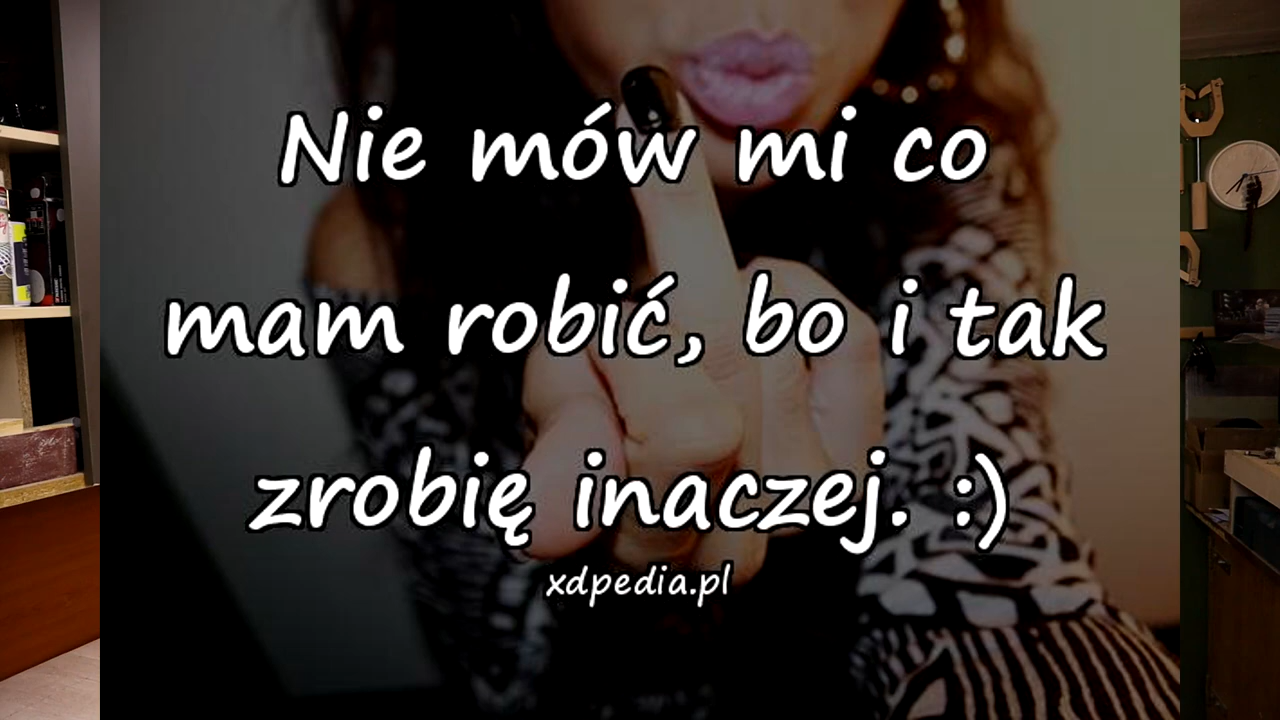 Nie mów mi co
mam robić, bo i tak
zrobię inaczej. :)
xdpedia.pl